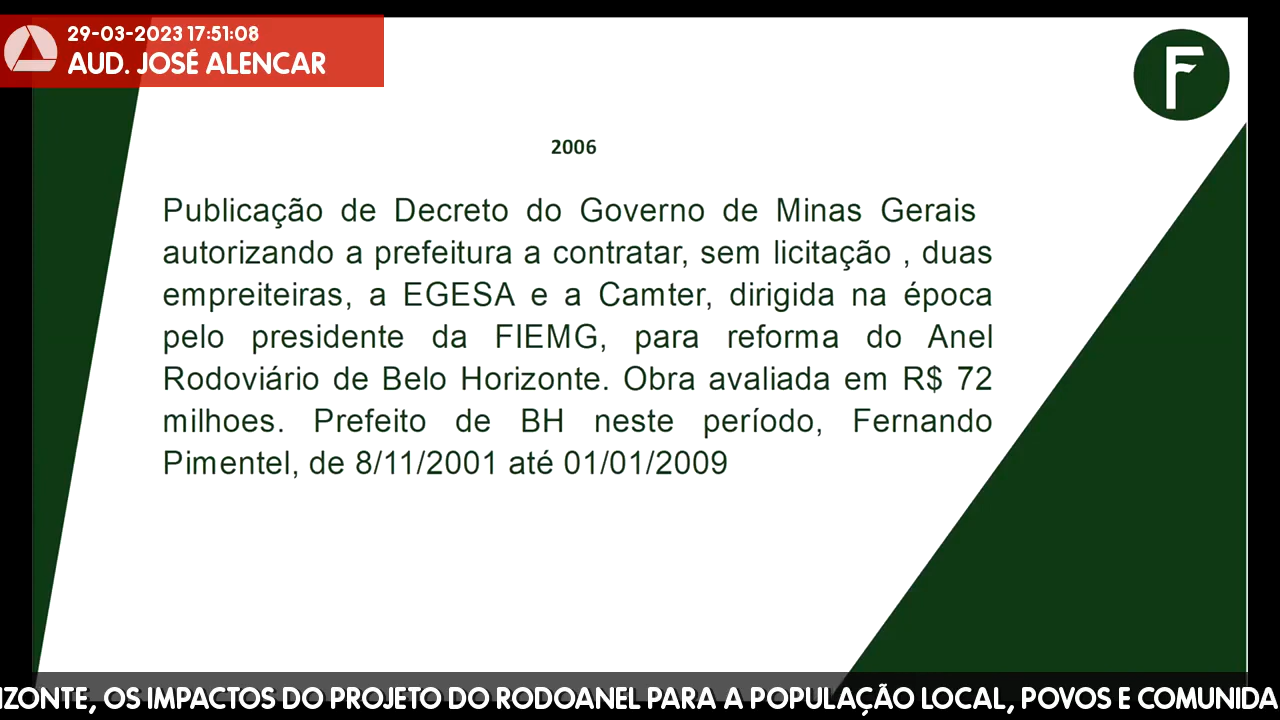 29-03-2023 17:51:08
AUD. JOSÉ ALENCAR
F
2006
Publicação de Decreto do Governo de Minas Gerais
autorizando a prefeitura a contratar, sem licitação , duas
empreiteiras, a EGESA e a Camter, dirigida na época
pelo presidente da FIEMG, para reforma do Anel
Rodoviário de Belo Horizonte. Obra avaliada em R$ 72
milhoes. Prefeito de BH neste período, Fernando
Pimentel, de 8/11/2001 até 01/01/2009
IZONTE, OS IMPACTOS DO PROJETO DO RODOANEL PARA A POPULAÇÃO LOCAL, POVOS E COMUNIDA